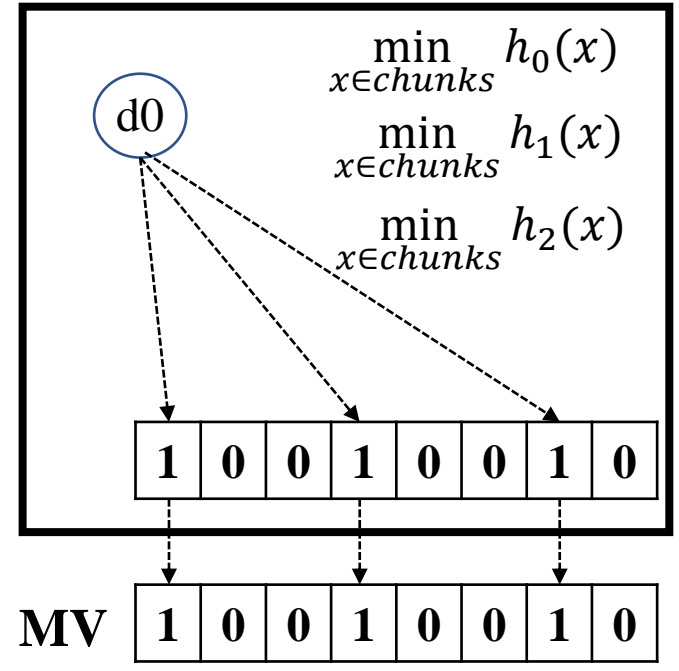 min h₀(x)
x∈chunks
d0
min h₁(x)
x∈chunks
min h₂(x)
x∈chunks
1 0 0 1 0 0 1 0
MV 1 0 0 1 0 0 1 0